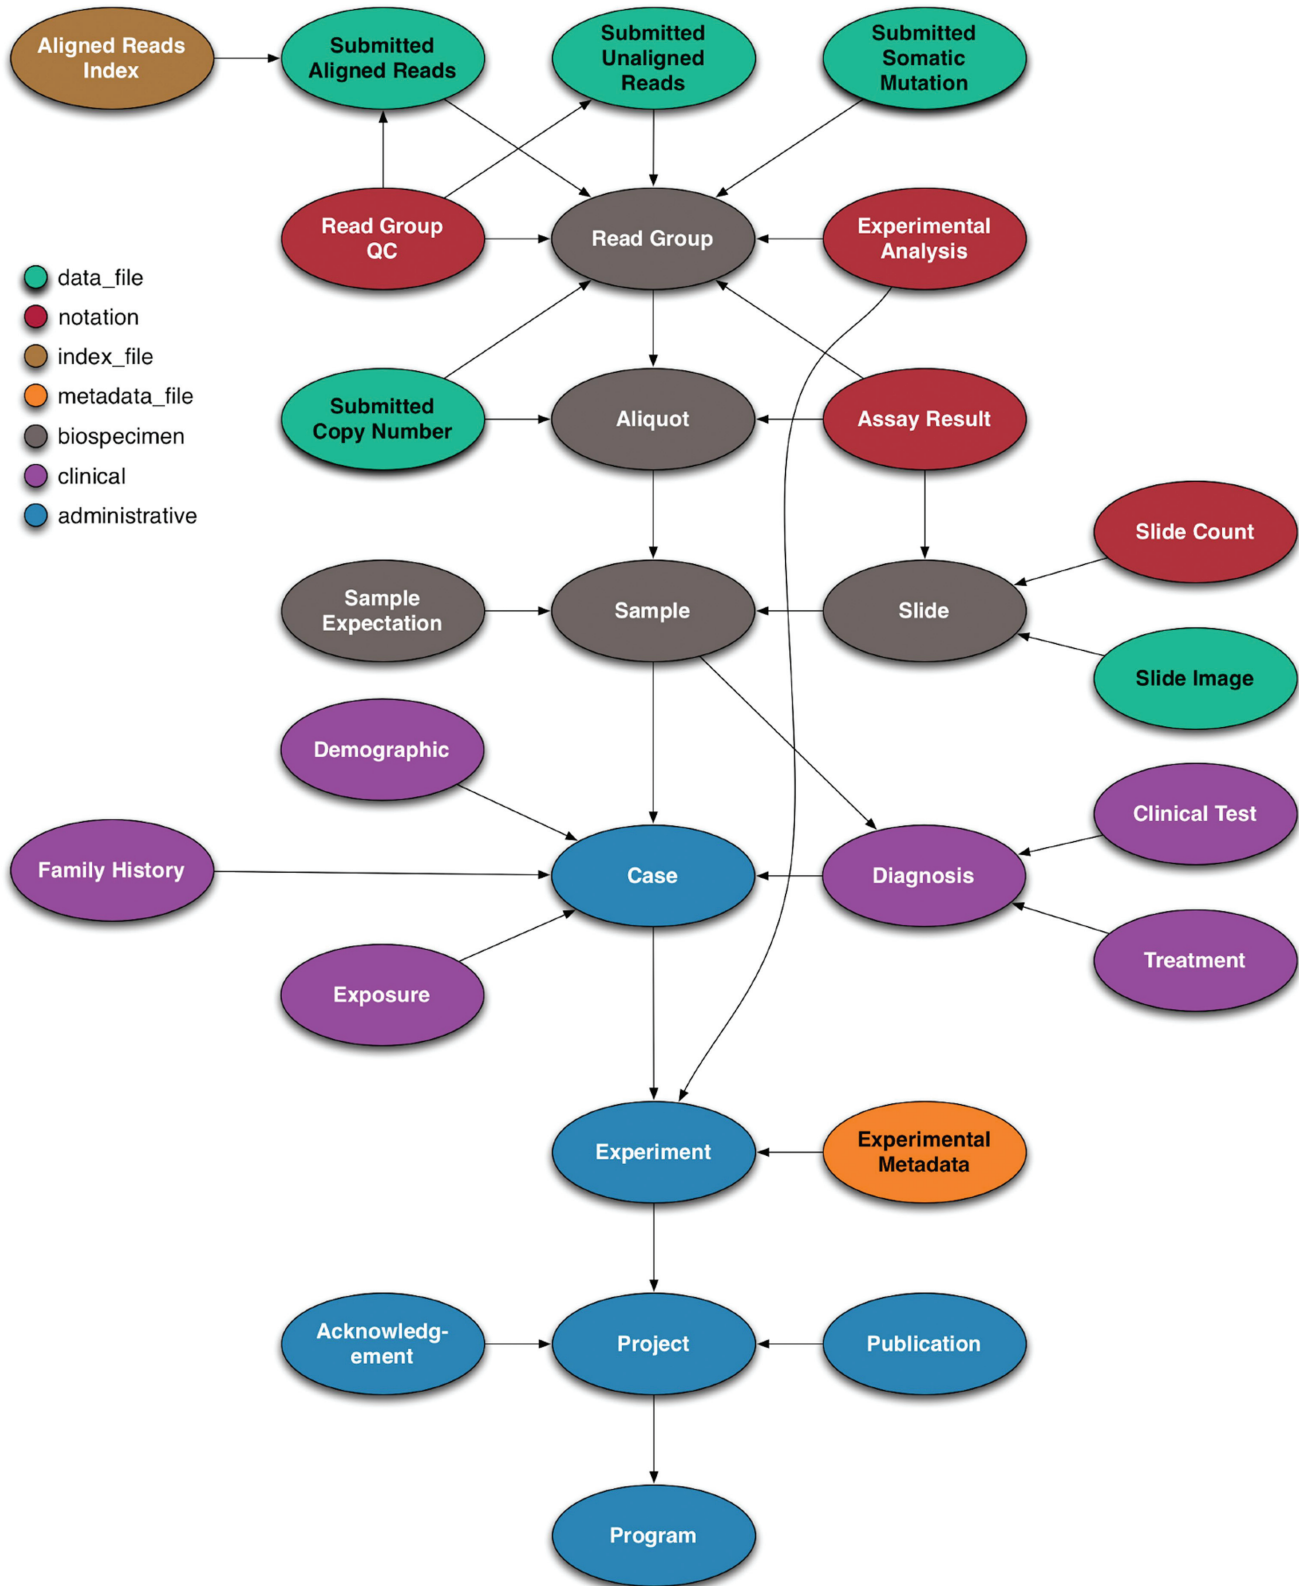 Aligned Reads
Index
Submitted
Aligned Reads
Submitted
Unaligned
Reads
Submitted
Somatic
Mutation
Read Group
QC
Read Group
Experimental
Analysis
data_file
notation
index_file
metadata_file
biospecimen
clinical
administrative
Submitted
Copy Number
Aliquot
Assay Result
Slide Count
Sample
Expectation
Sample
Slide
Slide Image
Demographic
Clinical Test
Family History
Case
Diagnosis
Treatment
Exposure
Experiment
Experimental
Metadata
Acknowledg-
ement
Project
Publication
Program